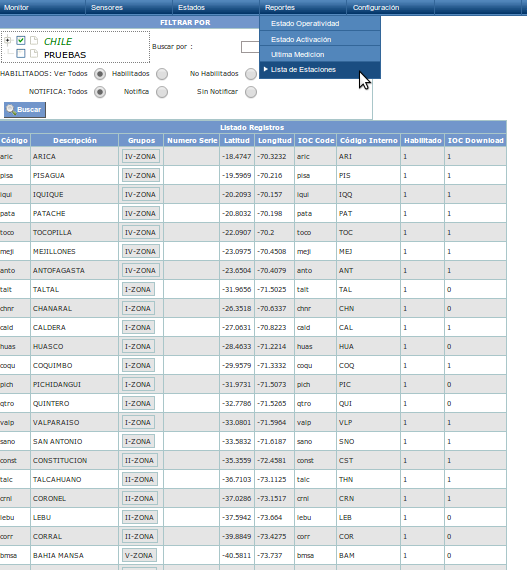 Monitor Sensores Estados Reportes Configuración
FILTRAR POR
Estado Operatividad
CHILE
Estado Activación
PRUEBAS
Buscar por :
Ultima Medicion
Lista de Estaciones
HABILITADOS: Ver Todos Habilitados No Habilitados
NOTIFICA: Todos Notifica Sin Notificar
Buscar
Listado Registros
Código Descripción Grupos Numero Serie Latitud Longitud IOC Code Código Interno Habilitado IOC Download
aric ARICA IV-ZONA -18.4747 -70.3232 aric ARI 1 1
pisa PISAGUA IV-ZONA -19.5969 -70.216 pisa PIS 1 1
iqui IQUIQUE IV-ZONA -20.2093 -70.157 iqui IQQ 1 1
pata PATACHE IV-ZONA -20.8032 -70.198 pata PAT 1 1
toco TOCOPILLA IV-ZONA -22.0907 -70.2 toco TOC 1 1
meji MEJILLONES IV-ZONA -23.0975 -70.4508 meji MEJ 1 1
anto ANTOFAGASTA IV-ZONA -23.6504 -70.4079 anto ANT 1 1
talt TALTAL I-ZONA -31.9656 -71.5025 talt TAL 1 0
chnr CHANARAL I-ZONA -26.3518 -70.6337 chnr CHN 1 0
cald CALDERA I-ZONA -27.0631 -70.8223 cald CAL 1 1
huas HUASCO I-ZONA -28.4633 -71.2214 huas HUA 1 0
coqu COQUIMBO I-ZONA -29.9579 -71.3332 coqu COQ 1 1
pich PICHIDANGUI I-ZONA -31.9731 -71.5073 pich PIC 1 0
qtro QUINTERO I-ZONA -32.7786 -71.5265 qtro QUI 1 0
valp VALPARAISO I-ZONA -33.0801 -71.5964 valp VLP 1 1
sano SAN ANTONIO I-ZONA -33.5832 -71.6187 sano SNO 1 1
const CONSTITUCION II-ZONA -35.3559 -72.4581 const CST 1 1
talc TALCAHUANO II-ZONA -36.7103 -73.1125 talc THN 1 1
crnl CORONEL II-ZONA -37.0286 -73.1517 crnl CRN 1 1
lebu LEBU II-ZONA -37.5942 -73.664 lebu LEB 1 0
corr CORRAL II-ZONA -39.8849 -73.4275 corr COR 1 0
bmsa BAHIA MANSA V-ZONA -40.5811 -73.737 bmsa BAM 1 0